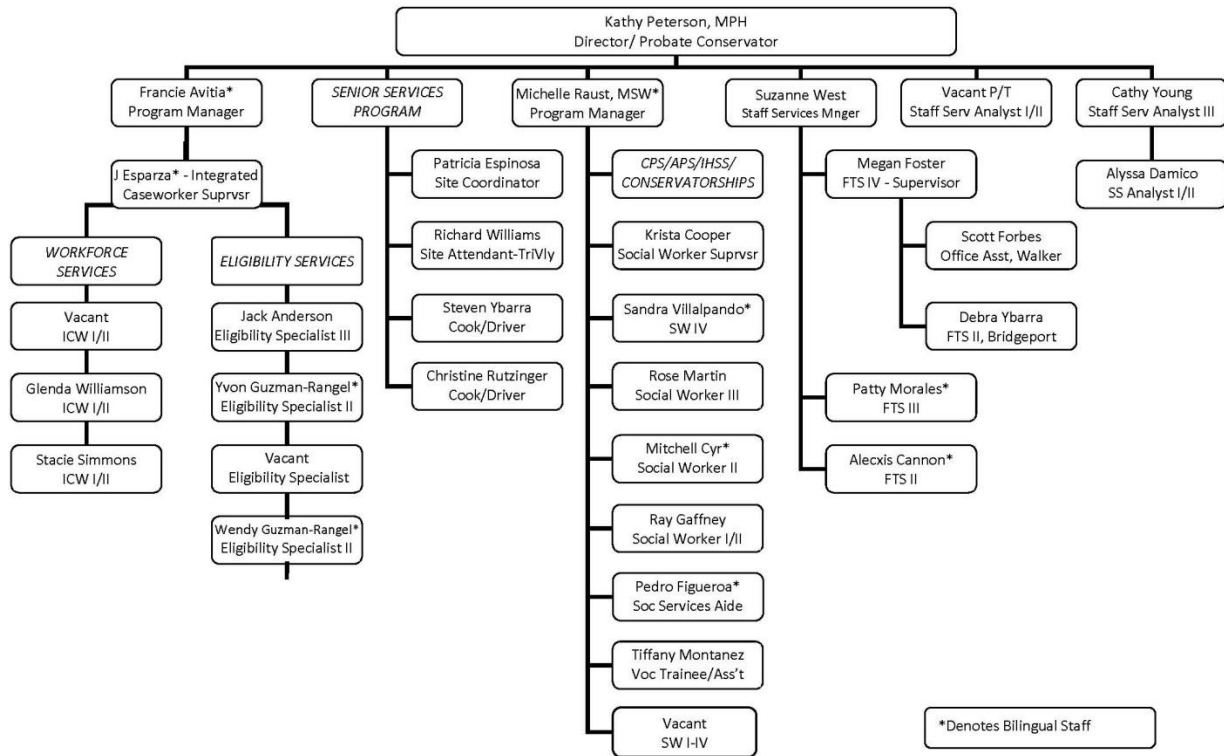 Kathy Peterson, MPH
Director/ Probate Conservator
Francie Avitia*
Program Manager
J Esparza* - Integrated
Caseworker Suprvsr
WORKFORCE
SERVICES
Vacant
ICW I/II
Glenda Williamson
ICW I/II
Stacie Simmons
ICW I/II
ELIGIBILITY SERVICES
Jack Anderson
Eligibility Specialist III
Yvon Guzman-Rangel*
Eligibility Specialist II
Vacant
Eligibility Specialist
Wendy Guzman-Rangel*
Eligibility Specialist II
SENIOR SERVICES
PROGRAM
Patricia Espinosa
Site Coordinator
Richard Williams
Site Attendant-TriVly
Steven Ybarra
Cook/Driver
Christine Rutzinger
Cook/Driver
Michelle Raust, MSW*
Program Manager
CPS/APS/IHSS/
CONSERVATORSHIPS
Krista Cooper
Social Worker Suprvsr
Sandra Villalpando*
SW IV
Rose Martin
Social Worker III
Mitchell Cyr*
Social Worker II
Ray Gaffney
Social Worker I/II
Pedro Figueroa*
Soc Services Aide
Tiffany Montanez
Voc Trainee/Ass't
Vacant
SW I-IV
Suzanne West
Staff Services Mnger
Megan Foster
FTS IV - Supervisor
Scott Forbes
Office Asst, Walker
Debra Ybarra
FTS II, Bridgeport
Patty Morales*
FTS III
Alecxis Cannon*
FTS II
Vacant P/T
Staff Serv Analyst I/II
Cathy Young
Staff Serv Analyst III
Alyssa Damico
SS Analyst I/II
*Denotes Bilingual Staff